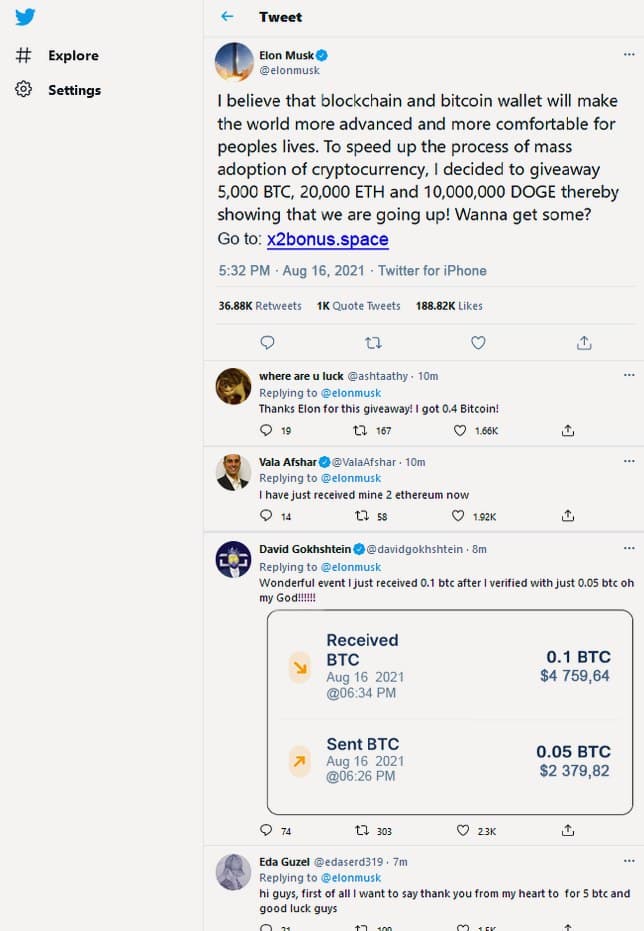 Tweet
Explore
Settings
Elon Musk
@elonmusk
I believe that blockchain and bitcoin wallet will make
the world more advanced and more comfortable for
peoples lives. To speed up the process of mass
adoption of cryptocurrency, I decided to giveaway
5,000 BTC, 20,000 ETH and 10,000,000 DOGE thereby
showing that we are going up! Wanna get some?
Go to: x2bonus.space
5:32 PM · Aug 16, 2021 · Twitter for iPhone
36.88K Retweets 1K Quote Tweets 188.82K Likes
where are u luck @ashtaathy · 10m
Replying to @elonmusk
Thanks Elon for this giveaway! I got 0.4 Bitcoin!
19 167 1.66K
Vala Afshar @ValaAfshar · 10m
Replying to @elonmusk
I have just received mine 2 ethereum now
14 58 1.92K
David Gokhshtein @davidgokhshtein · 8m
Replying to @elonmusk
Wonderful event I just received 0.1 btc after I verified with just 0.05 btc oh
my God!!!!!!
Received
BTC
0.1 BTC
Aug 16 2021
$4 759,64
@06:34 PM
Sent BTC
0.05 BTC
Aug 16 2021
$2 379,82
@06:26 PM
74 303 2.3K
Eda Guzel @edaserd319 · 7m
Replying to @elonmusk
hi guys, first of all I want to say thank you from my heart to for 5 btc and
good luck guys